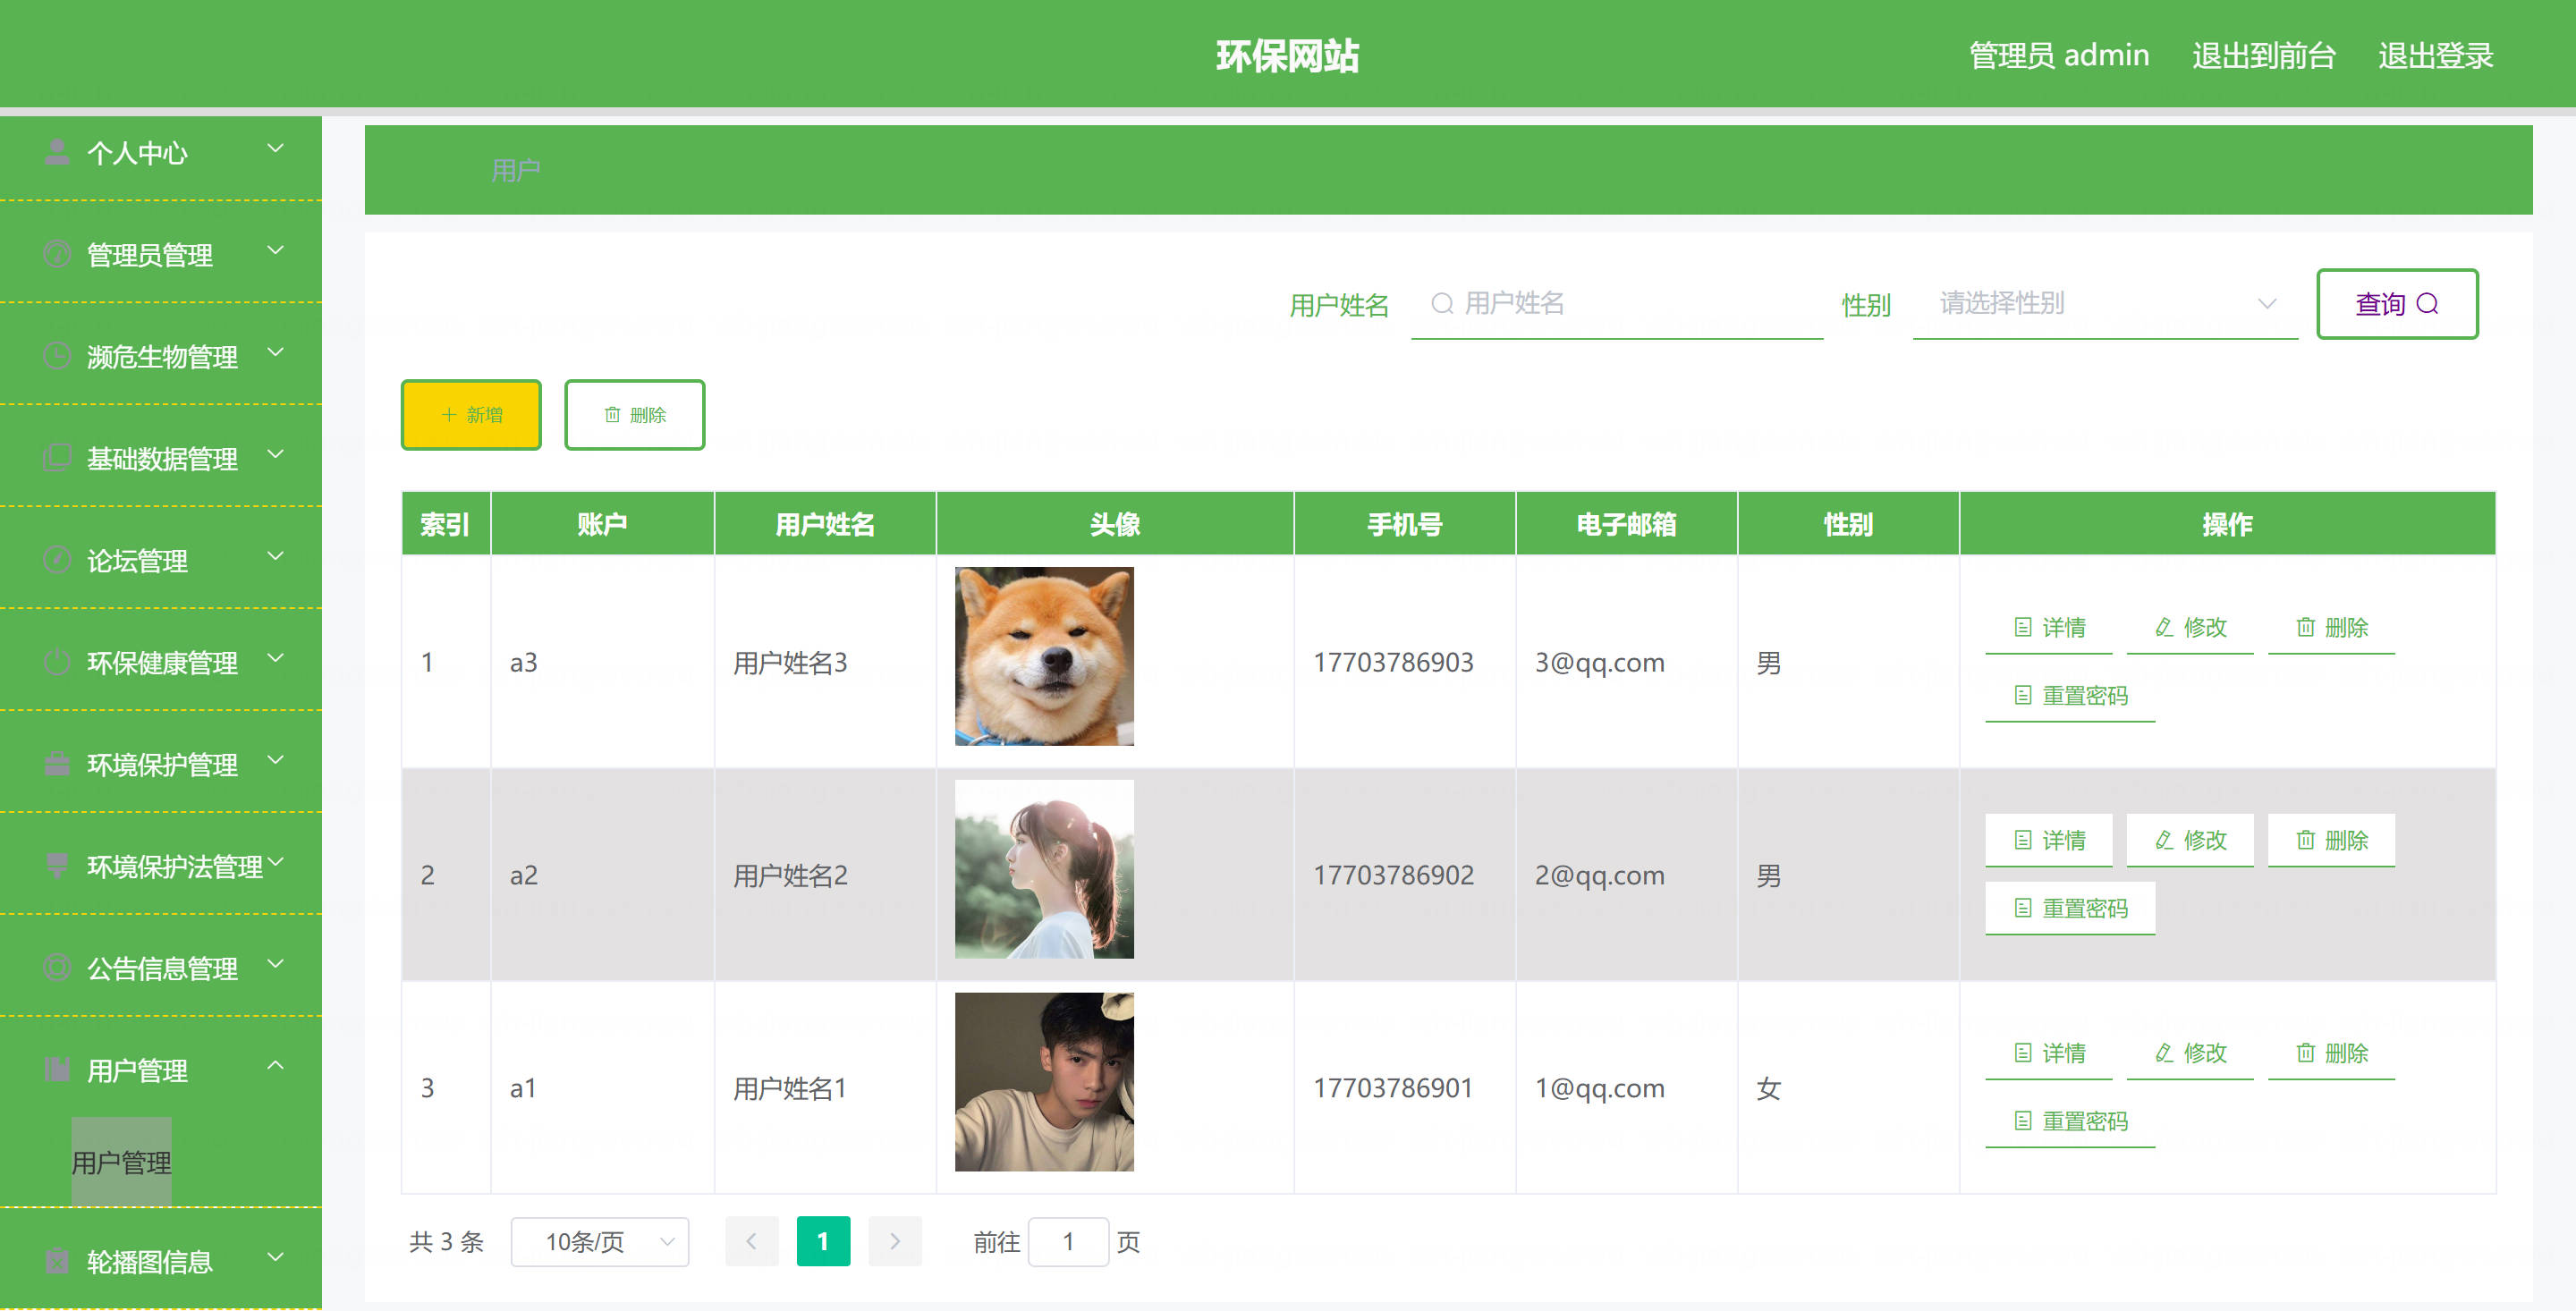 环保网站
管理员 admin 退出到前台 退出登录
个人中心
管理员管理
濒危生物管理
基础数据管理
论坛管理
环保健康管理
环境保护管理
环境保护法管理
公告信息管理
用户管理
用户管理
轮播图信息
用户
用户姓名 用户姓名 性别 请选择性别 查询
新增 删除
索引 账户 用户姓名 头像 手机号 电子邮箱 性别 操作
1 a3 用户姓名3 17703786903 3@qq.com 男 详情 修改 删除
重置密码
2 a2 用户姓名2 17703786902 2@qq.com 男 详情 修改 删除
重置密码
3 a1 用户姓名1 17703786901 1@qq.com 女 详情 修改 删除
重置密码
共 3 条 10条/页 1 前往 1 页